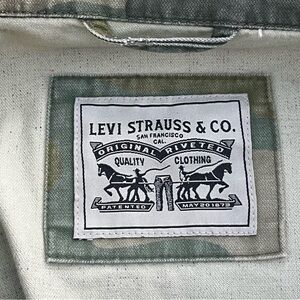 LEVI STRAUSS & CO.
SAN FRANCISCO
CAL.
ORIGINAL RIVETED
QUALITY CLOTHING
PATENTED MAY 20 1873